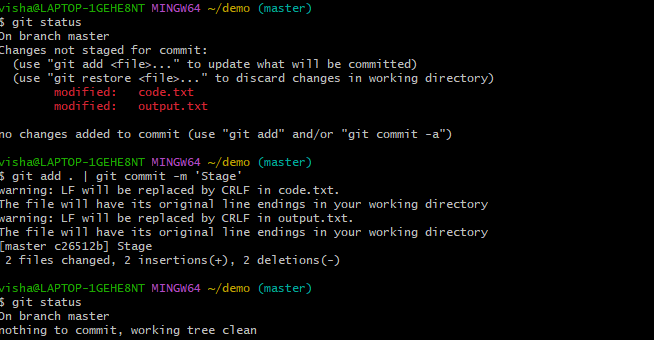 visha@LAPTOP-1GEHE8NT MINGW64 ~/demo (master)
$ git status
On branch master
Changes not staged for commit:
  (use "git add <file>..." to update what will be committed)
  (use "git restore <file>..." to discard changes in working directory)
        modified:   code.txt
        modified:   output.txt

no changes added to commit (use "git add" and/or "git commit -a")

visha@LAPTOP-1GEHE8NT MINGW64 ~/demo (master)
$ git add . | git commit -m 'Stage'
warning: LF will be replaced by CRLF in code.txt.
The file will have its original line endings in your working directory
warning: LF will be replaced by CRLF in output.txt.
The file will have its original line endings in your working directory
[master c26512b] Stage
 2 files changed, 2 insertions(+), 2 deletions(-)

visha@LAPTOP-1GEHE8NT MINGW64 ~/demo (master)
$ git status
On branch master
nothing to commit, working tree clean